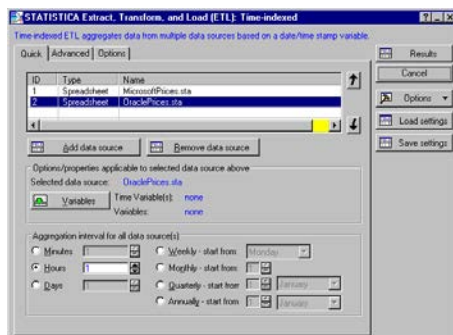 STATISTICA Extract, Transform, and Load (ETL): Time-indexed
Time-indexed ETL aggregates data from multiple data sources based on a date/time stamp variable.
Quick Advanced Options
ID Type Name
1 Spreadsheet MicrosoftPrices.sta
2 Spreadsheet OraclePrices.sta
Add data source Remove data source
Options/properties applicable to selected data source above
Selected data source: OraclePrices.sta
Variables Time Variable(s): none
Variables: none
Aggregation interval for all data source(s)
Minutes 1 Weekly - start from Monday
Hours 1 Monthly - start from 1
Days 1 Quarterly - start from 1 January
Annually - start from 1 January
Results
Cancel
Options
Load settings
Save settings